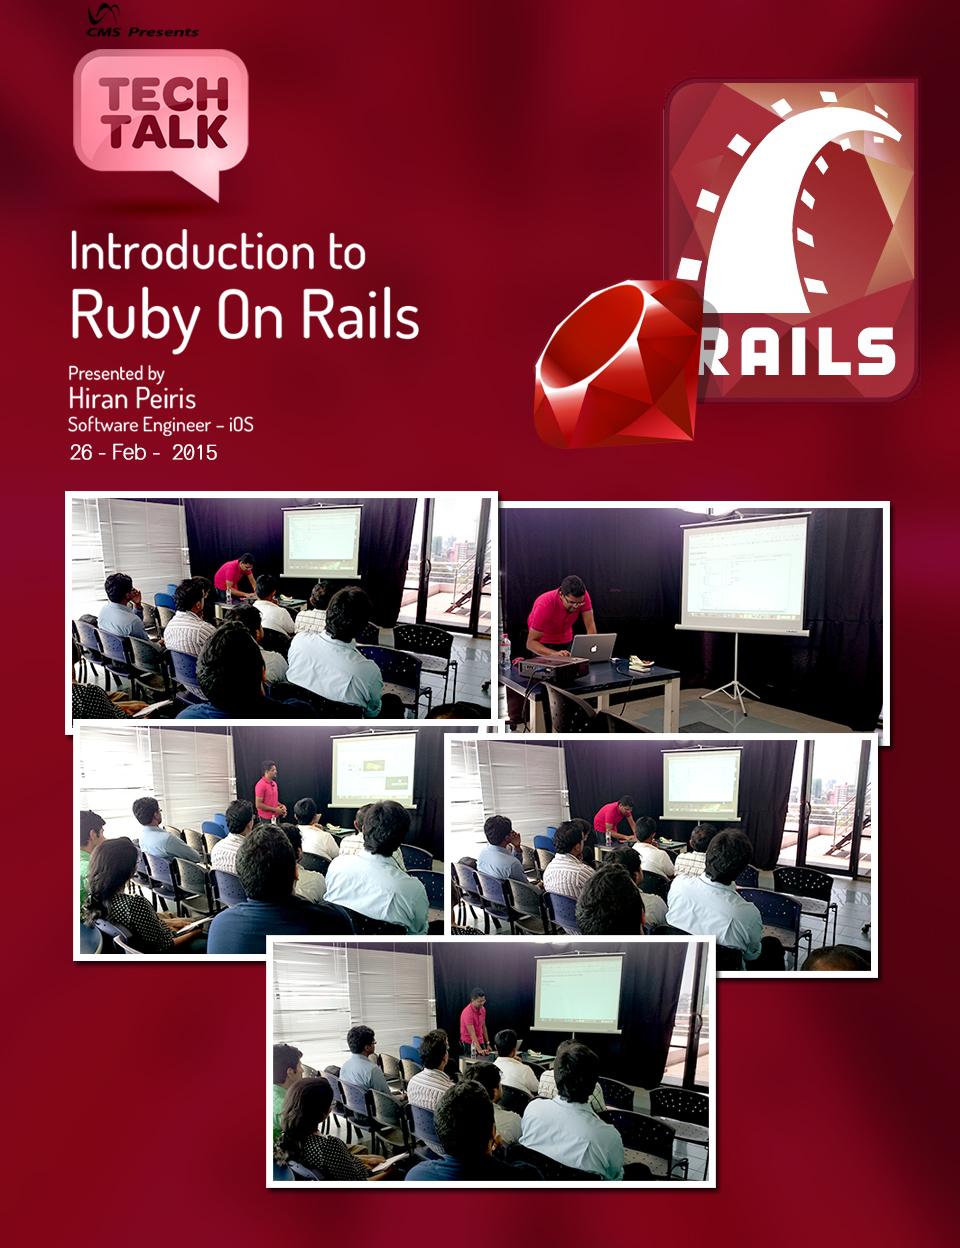 CMS Presents
TECH
TALK
Introduction to
Ruby On Rails
Presented by
Hiran Peiris
Software Engineer – iOS
26 - Feb - 2015
RAILS